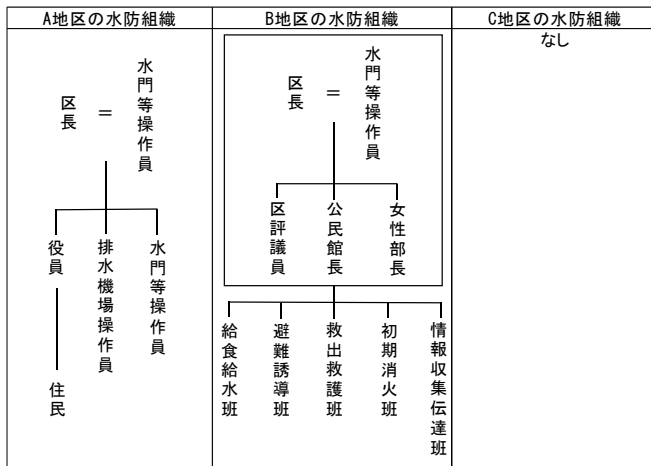 A地区の水防組織
B地区の水防組織
C地区の水防組織
区長
＝
水門等操作員
役員
排水機場操作員
水門等操作員
住民
区長
＝
水門等操作員
区評議員
公民館長
女性部長
給食給水班
避難誘導班
救出救護班
初期消火班
情報収集伝達班
なし